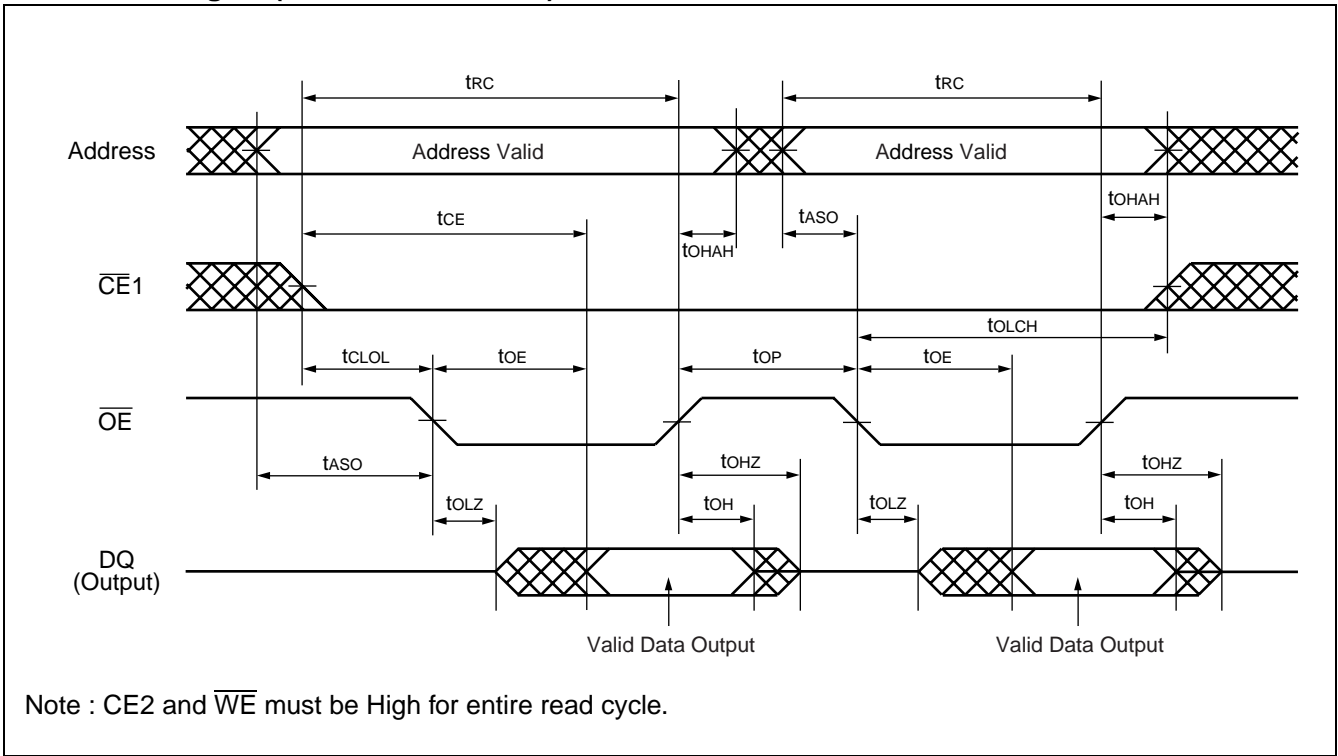 tRC tRC
Address Address Valid Address Valid
tOHAH
tCE tASO
tOHAH
CE1
tOLCH
tCLOL tOE tOP tOE
OE
tASO tOHZ tOHZ
tOLZ tOH tOLZ tOH
DQ
(Output)
Valid Data Output Valid Data Output
Note : CE2 and WE must be High for entire read cycle.